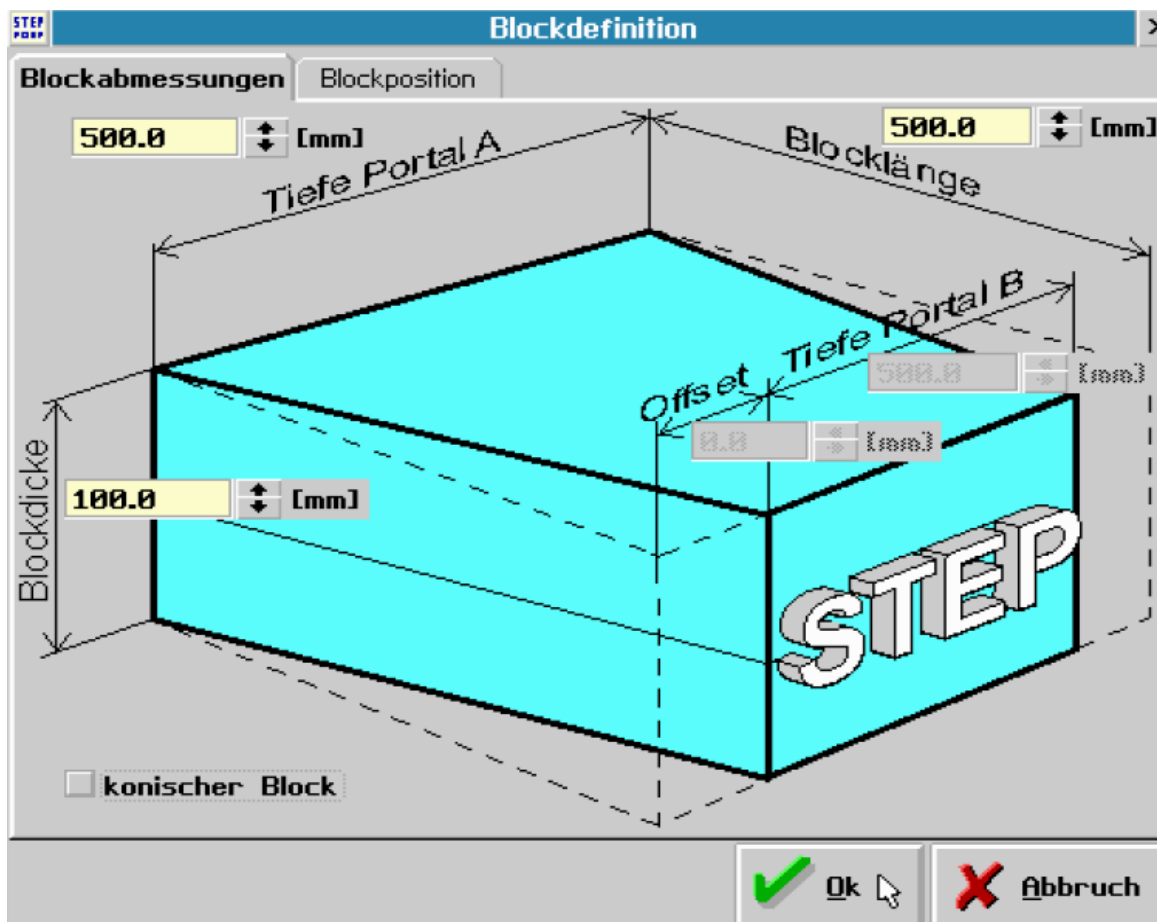 STEP
FOUR
Blockdefinition
Blockabmessungen
Blockposition
500.0 [mm]
500.0 [mm]
Tiefe Portal A
Blocklänge
Tiefe Portal B
500.0 [mm]
Offset
0.0 [mm]
Blockdicke
100.0 [mm]
STEP
konischer Block
Ok
Abbruch